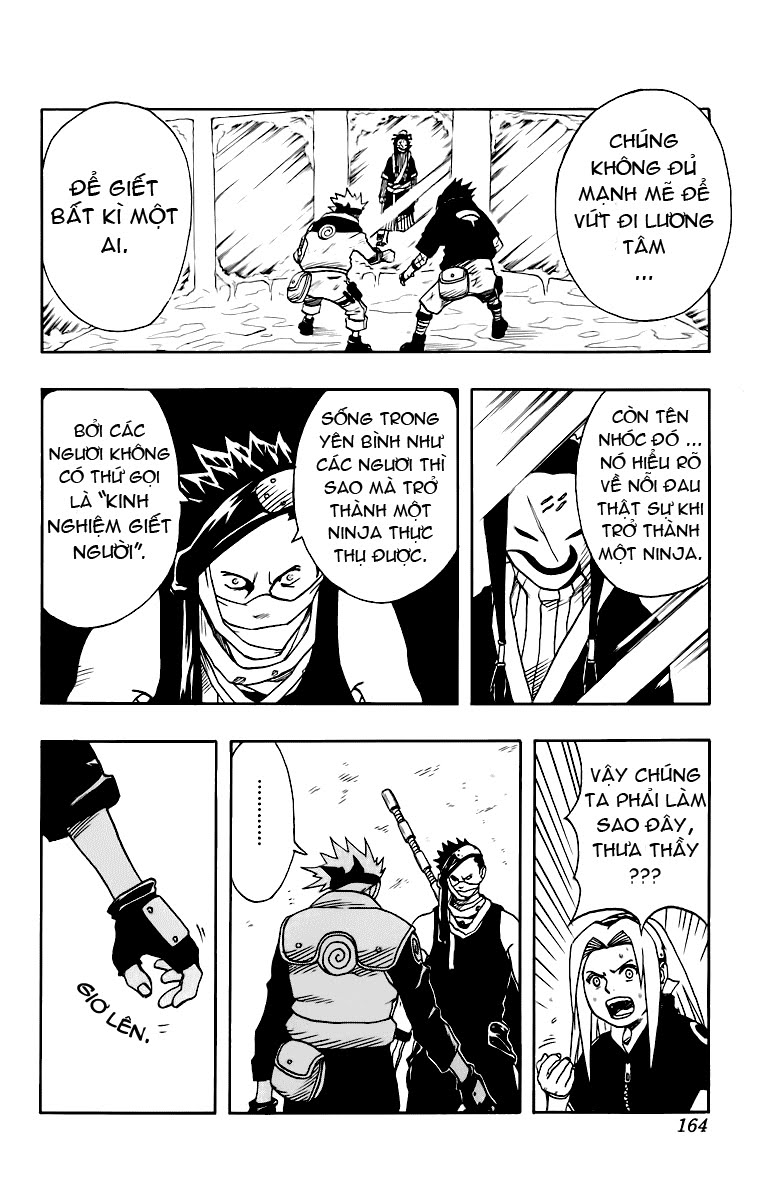 CHÚNG
KHÔNG ĐỦ
MẠNH MẼ ĐỂ
VỨT ĐI LƯƠNG
TÂM
...
ĐỂ GIẾT
BẤT KÌ MỘT
AI.
CÒN TÊN
NHÓC ĐÓ ...
NÓ HIỂU RÕ
VỀ NỖI ĐAU
THẬT SỰ KHI
TRỞ THÀNH
MỘT NINJA.
SỐNG TRONG
YÊN BÌNH NHƯ
CÁC NGƯƠI THÌ
SAO MÀ TRỞ
THÀNH MỘT
NINJA THỰC
THỤ ĐƯỢC.
BỞI CÁC
NGƯƠI KHÔNG
CÓ THỨ GỌI
LÀ “KINH
NGHIỆM GIẾT
NGƯỜI”.
VẬY CHÚNG
TA PHẢI LÀM
SAO ĐÂY,
THƯA THẦY
???
..........
GIƠ LÊN.
164